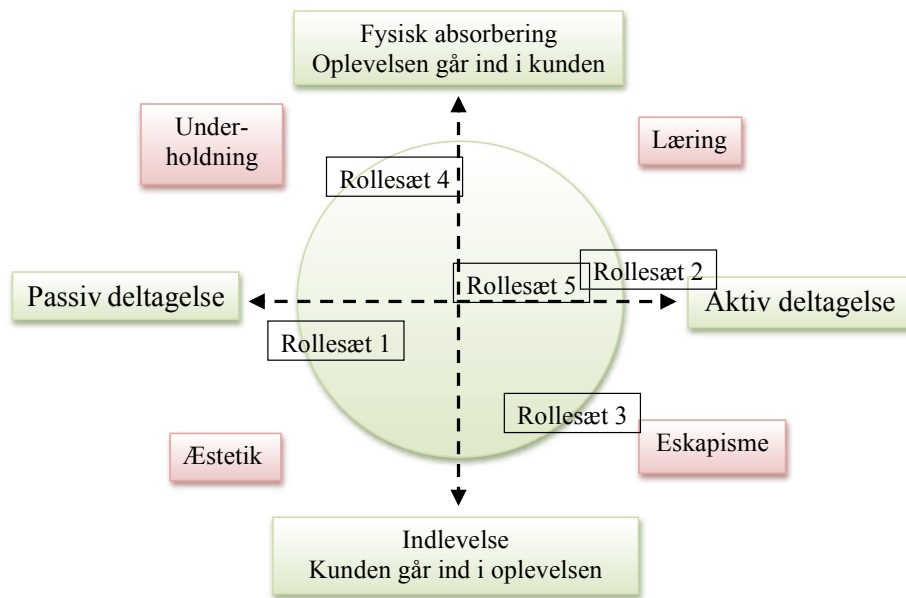 Fysisk absorbering
Oplevelsen går ind i kunden
Under-
holdning
Læring
Rollesæt 4
Rollesæt 5
Rollesæt 2
Passiv deltagelse
Aktiv deltagelse
Rollesæt 1
Rollesæt 3
Æstetik
Eskapisme
Indlevelse
Kunden går ind i oplevelsen